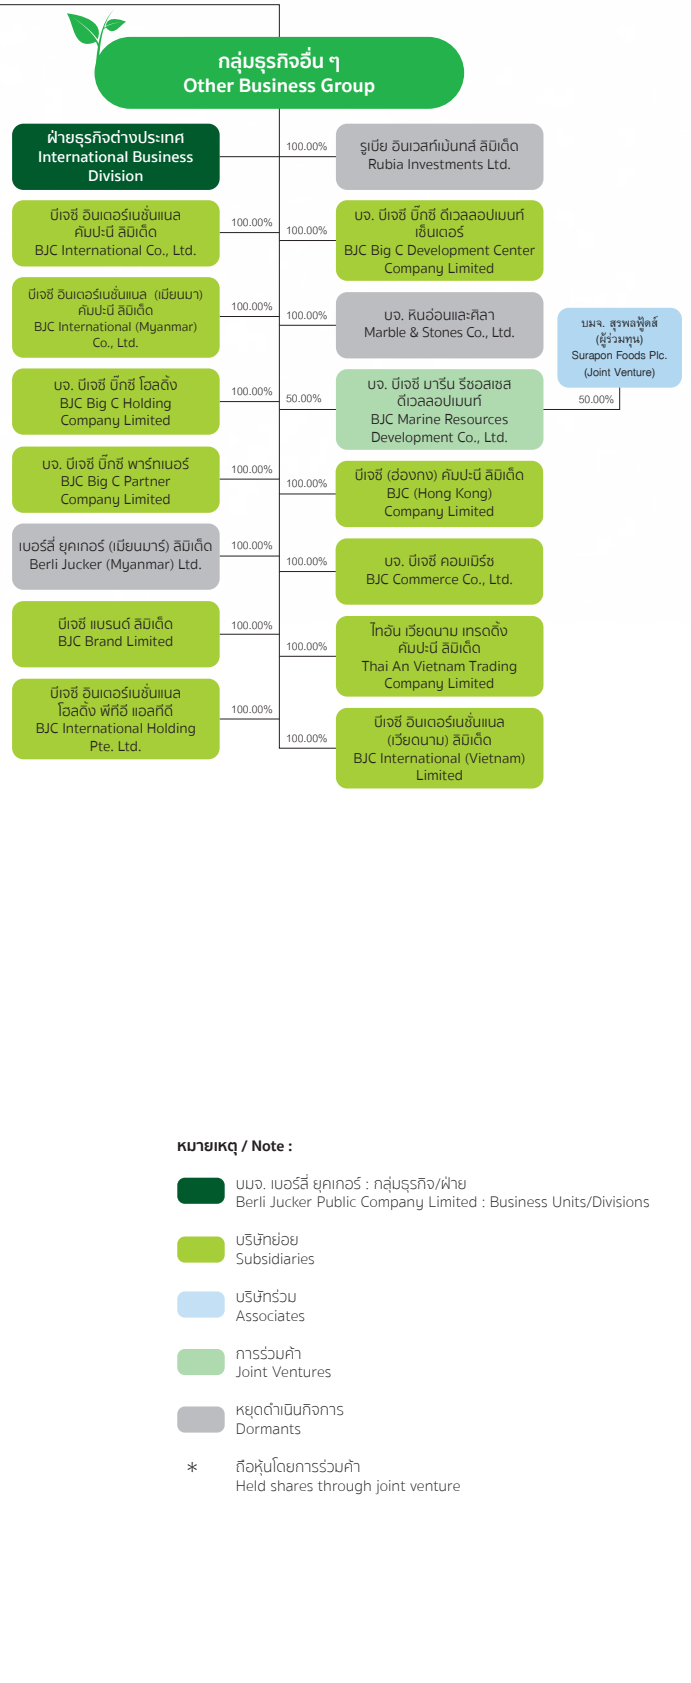 กลุ่มธุรกิจอื่น ๆ
Other Business Group
ฝ่ายธุรกิจต่างประเทศ
International Business
Division
100.00%
รูเบีย อินเวสท์เม้นทส์ ลิมิเต็ด
Rubia Investments Ltd.
บีเจซี อินเตอร์เนชั่นแนล
คัมปะนี ลิมิเต็ด
BJC International Co., Ltd.
100.00%
100.00%
บจ. บีเจซี บิ๊กซี ดีเวลลอปเมนท์
เซ็นเตอร์
BJC Big C Development Center
Company Limited
บีเจซี อินเตอร์เนชั่นแนล (เมียนมา)
คัมปะนี ลิมิเต็ด
BJC International (Myanmar)
Co., Ltd.
100.00%
100.00%
บจ. หินอ่อนและศิลา
Marble & Stones Co., Ltd.
บมจ. สุรพลฟู้ดส์
(ผู้ร่วมทุน)
Surapon Foods Plc.
(Joint Venture)
บจ. บีเจซี บิ๊กซี โฮลดิ้ง
BJC Big C Holding
Company Limited
100.00%
50.00%
บจ. บีเจซี มารีน รีซอสเซส
ดีเวลลอปเมนท์
BJC Marine Resources
Development Co., Ltd.
50.00%
บจ. บีเจซี บิ๊กซี พาร์ทเนอร์
BJC Big C Partner
Company Limited
100.00%
100.00%
บีเจซี (ฮ่องกง) คัมปะนี ลิมิเต็ด
BJC (Hong Kong)
Company Limited
เบอร์ลี่ ยุคเกอร์ (เมียนมาร์) ลิมิเต็ด
Berli Jucker (Myanmar) Ltd.
100.00%
100.00%
บจ. บีเจซี คอมเมิร์ซ
BJC Commerce Co., Ltd.
บีเจซี แบรนด์ ลิมิเต็ด
BJC Brand Limited
100.00%
100.00%
ไทอัน เวียดนาม เทรดดิ้ง
คัมปะนี ลิมิเต็ด
Thai An Vietnam Trading
Company Limited
บีเจซี อินเตอร์เนชั่นแนล
โฮลดิ้ง พีทีอี แอลทีดี
BJC International Holding
Pte. Ltd.
100.00%
100.00%
บีเจซี อินเตอร์เนชั่นแนล
(เวียดนาม) ลิมิเต็ด
BJC International (Vietnam)
Limited
หมายเหตุ / Note :
บมจ. เบอร์ลี่ ยุคเกอร์ : กลุ่มธุรกิจ/ฝ่าย
Berli Jucker Public Company Limited : Business Units/Divisions
บริษัทย่อย
Subsidiaries
บริษัทร่วม
Associates
การร่วมค้า
Joint Ventures
หยุดดำเนินกิจการ
Dormants
* ถือหุ้นโดยการร่วมค้า
Held shares through joint venture